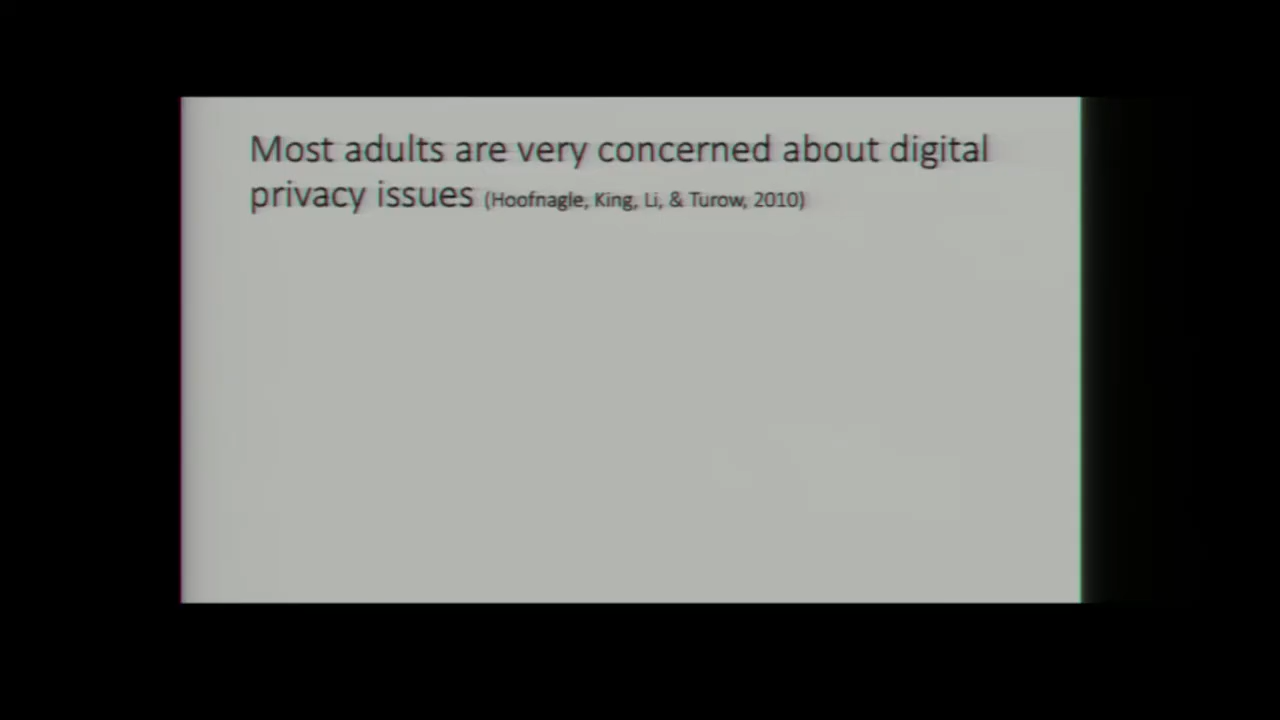 Most adults are very concerned about digital
privacy issues (Hoofnagle, King, Li, & Turow, 2010)